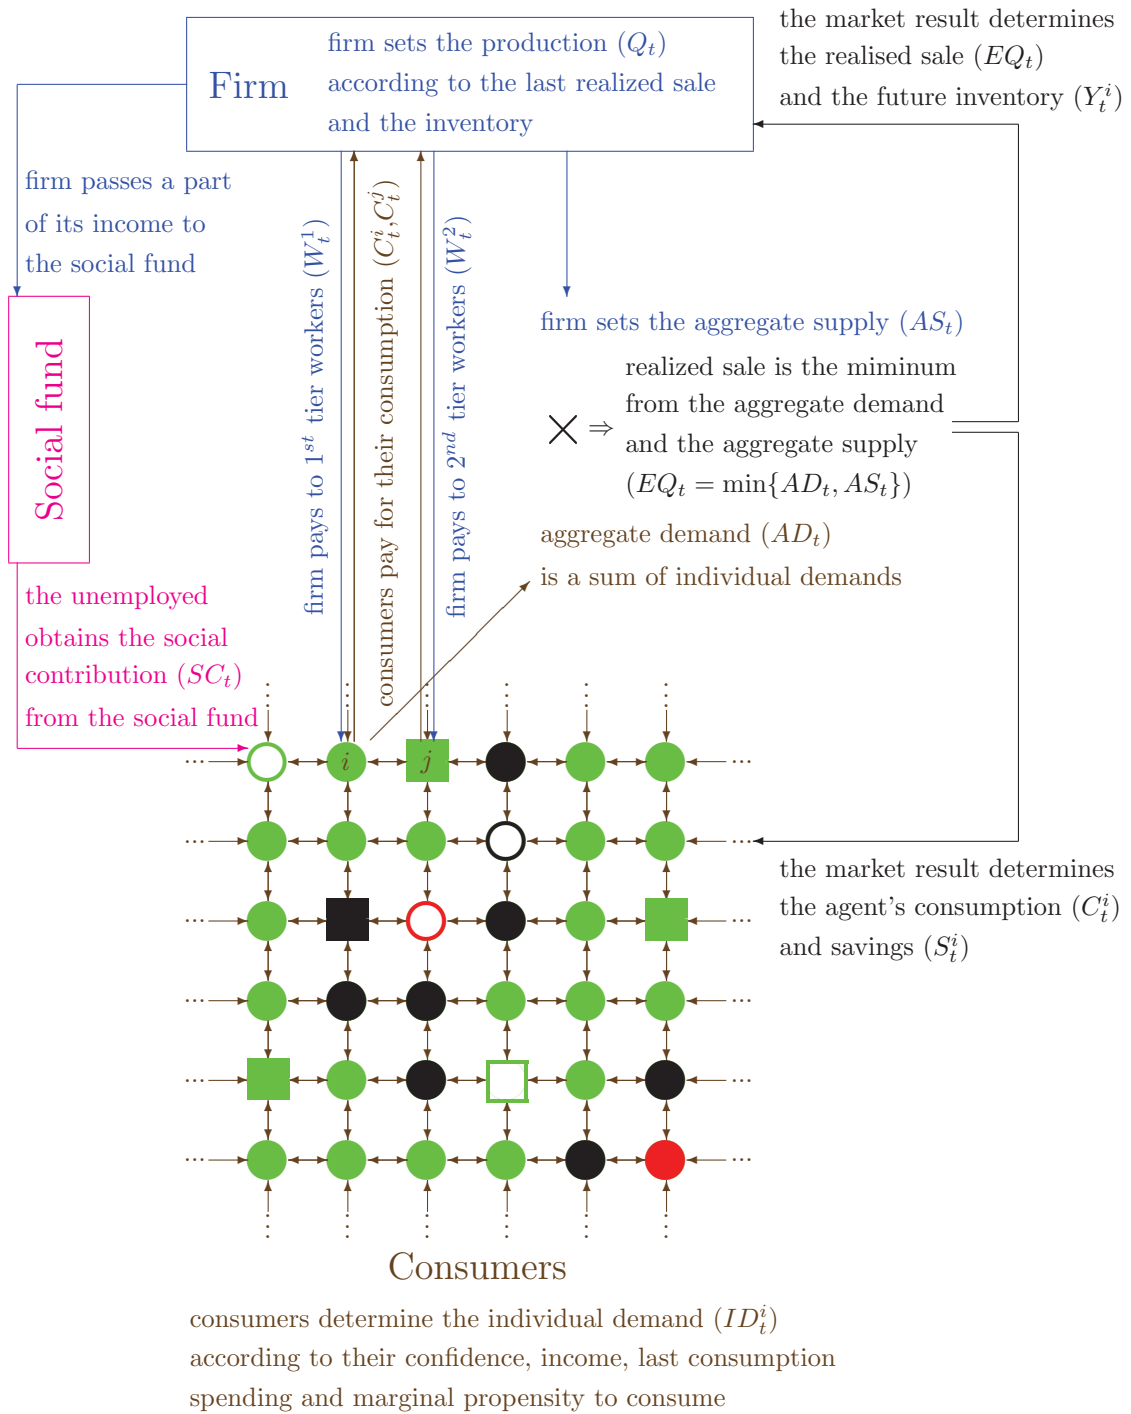 Firm
firm sets the production (Q_t)
according to the last realized sale
and the inventory
the market result determines
the realised sale (EQ_t)
and the future inventory (Y_t^i)
firm passes a part
of its income to
the social fund
Social fund
the unemployed
obtains the social
contribution (SC_t)
from the social fund
firm pays to 1^{st} tier workers (W_t^1)
consumers pay for their consumption (C_t^i,C_t^j)
firm pays to 2^{nd} tier workers (W_t^2)
firm sets the aggregate supply (AS_t)
⇒
realized sale is the miminum
from the aggregate demand
and the aggregate supply
(EQ_t = min{AD_t, AS_t})
aggregate demand (AD_t)
is a sum of individual demands
i
j
the market result determines
the agent's consumption (C_t^i)
and savings (S_t^i)
Consumers
consumers determine the individual demand (ID_t^i)
according to their confidence, income, last consumption
spending and marginal propensity to consume